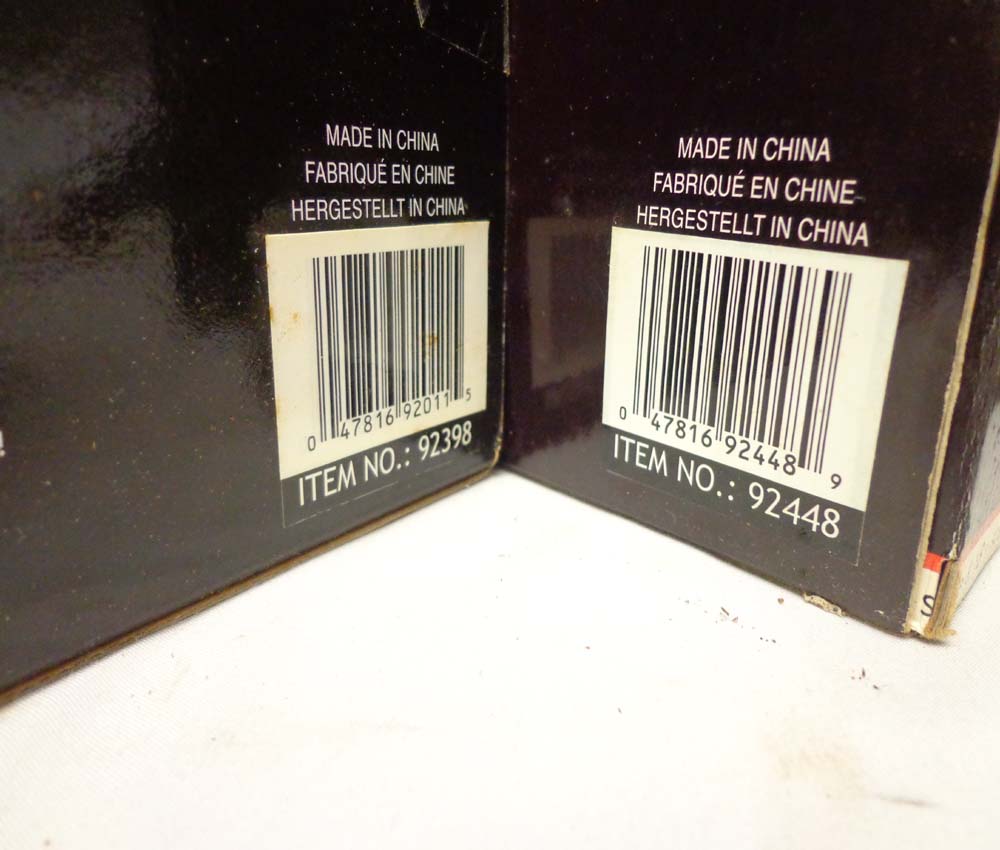 MADE IN CHINA
FABRIQUÉ EN CHINE
HERGESTELLT IN CHINA
0 47816 92011 5
ITEM NO.: 92398
MADE IN CHINA
FABRIQUÉ EN CHINE
HERGESTELLT IN CHINA
0 47816 92448 9
ITEM NO.: 92448
S